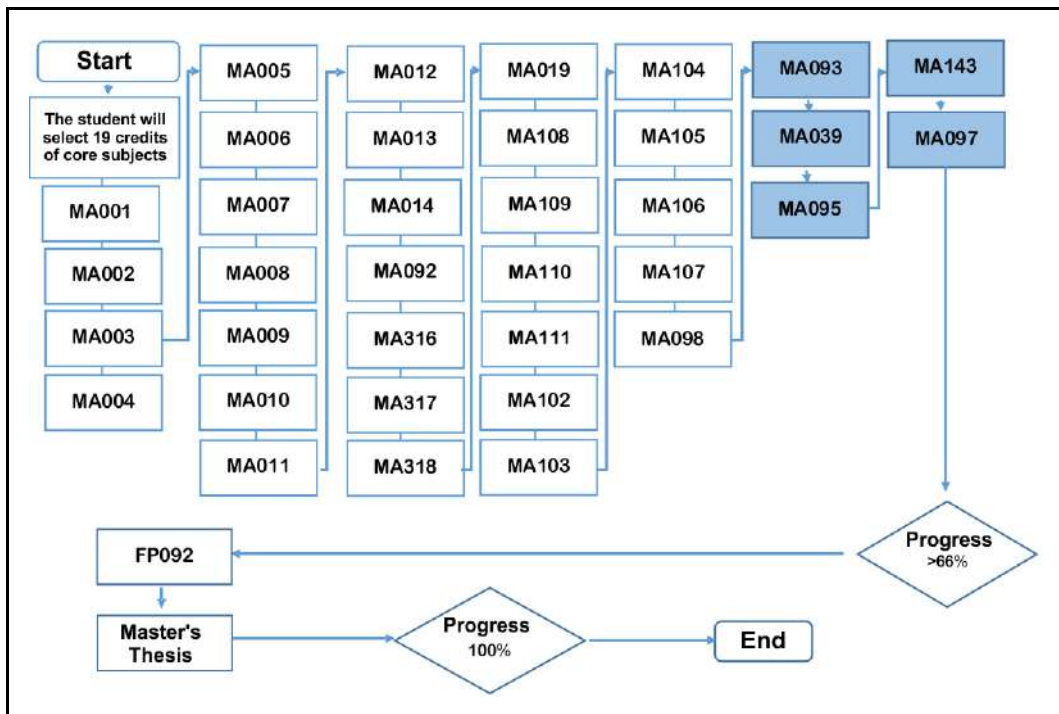 Start
The student will
select 19 credits
of core subjects
MA001
MA002
MA003
MA004
MA005
MA006
MA007
MA008
MA009
MA010
MA011
MA012
MA013
MA014
MA092
MA316
MA317
MA318
MA019
MA108
MA109
MA110
MA111
MA102
MA103
MA104
MA105
MA106
MA107
MA098
MA093
MA039
MA095
MA143
MA097
Progress
>66%
FP092
Master's
Thesis
Progress
100%
End